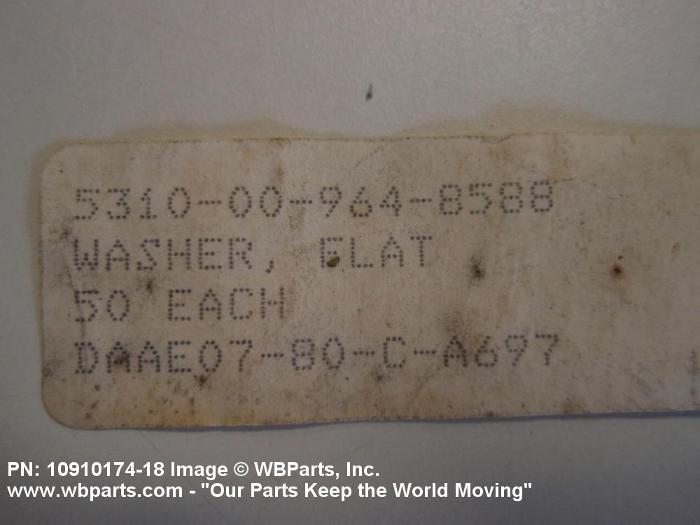 5310-00-964-8588
WASHER, FLAT
50 EACH
DAAE07-80-C-A697
PN: 10910174-18 Image © WBParts, Inc.
www.wbparts.com - "Our Parts Keep the World Moving"